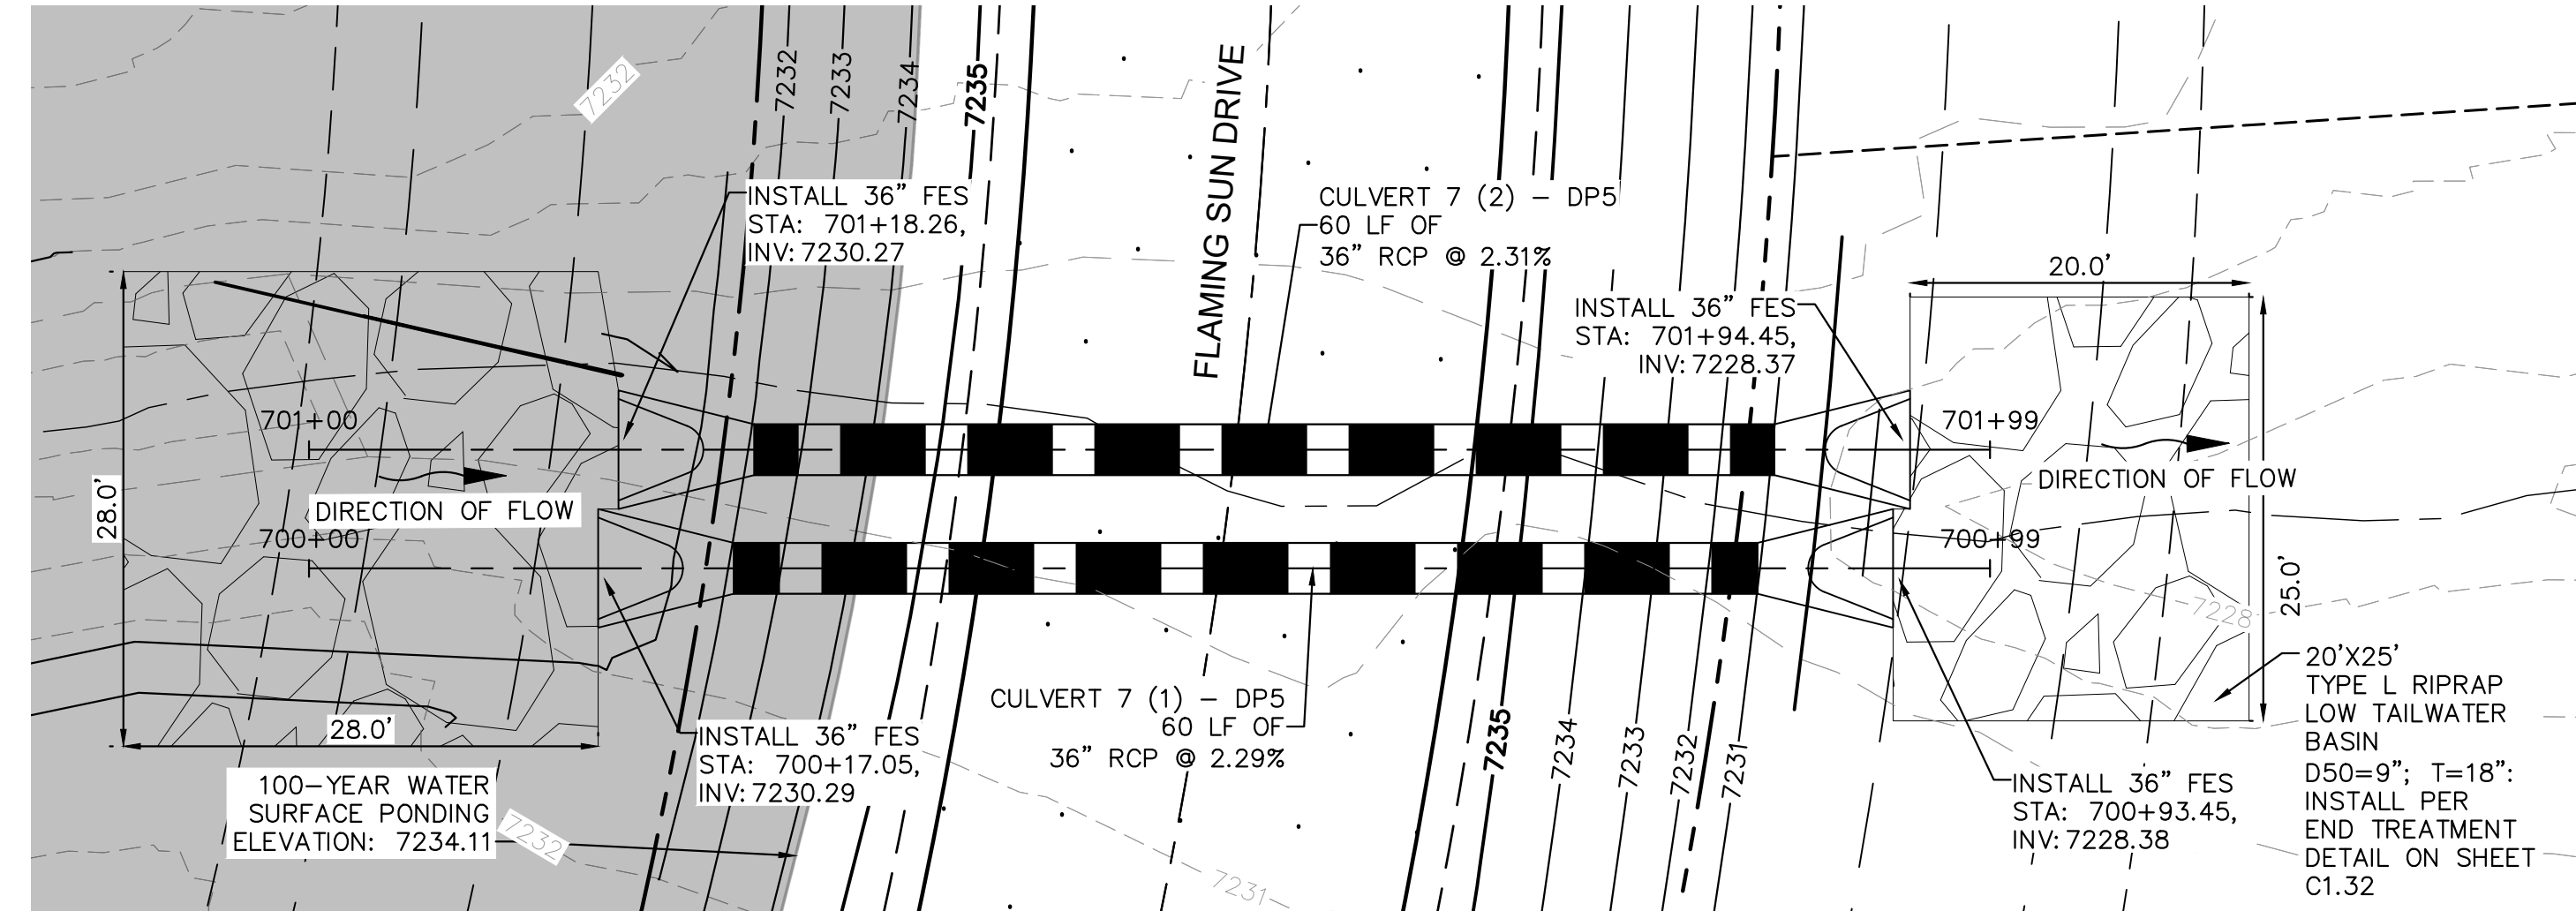 7232
7232
7233
7234
7235
FLAMING SUN DRIVE
INSTALL 36” FES
STA: 701+18.26,
INV: 7230.27
CULVERT 7 (2) – DP5
60 LF OF
36” RCP @ 2.31%
INSTALL 36” FES
STA: 701+94.45,
INV: 7228.37
20.0’
701+00
DIRECTION OF FLOW
700+00
28.0’
28.0’
701+99
DIRECTION OF FLOW
700+99
25.0’
7228
INSTALL 36” FES
STA: 700+17.05,
INV: 7230.29
100–YEAR WATER
SURFACE PONDING
ELEVATION: 7234.11
7232
CULVERT 7 (1) – DP5
60 LF OF
36” RCP @ 2.29%
7231
7235
7234
7233
7232
7231
INSTALL 36” FES
STA: 700+93.45,
INV: 7228.38
20’X25’
TYPE L RIPRAP
LOW TAILWATER
BASIN
D50=9”; T=18”:
INSTALL PER
END TREATMENT
DETAIL ON SHEET
C1.32